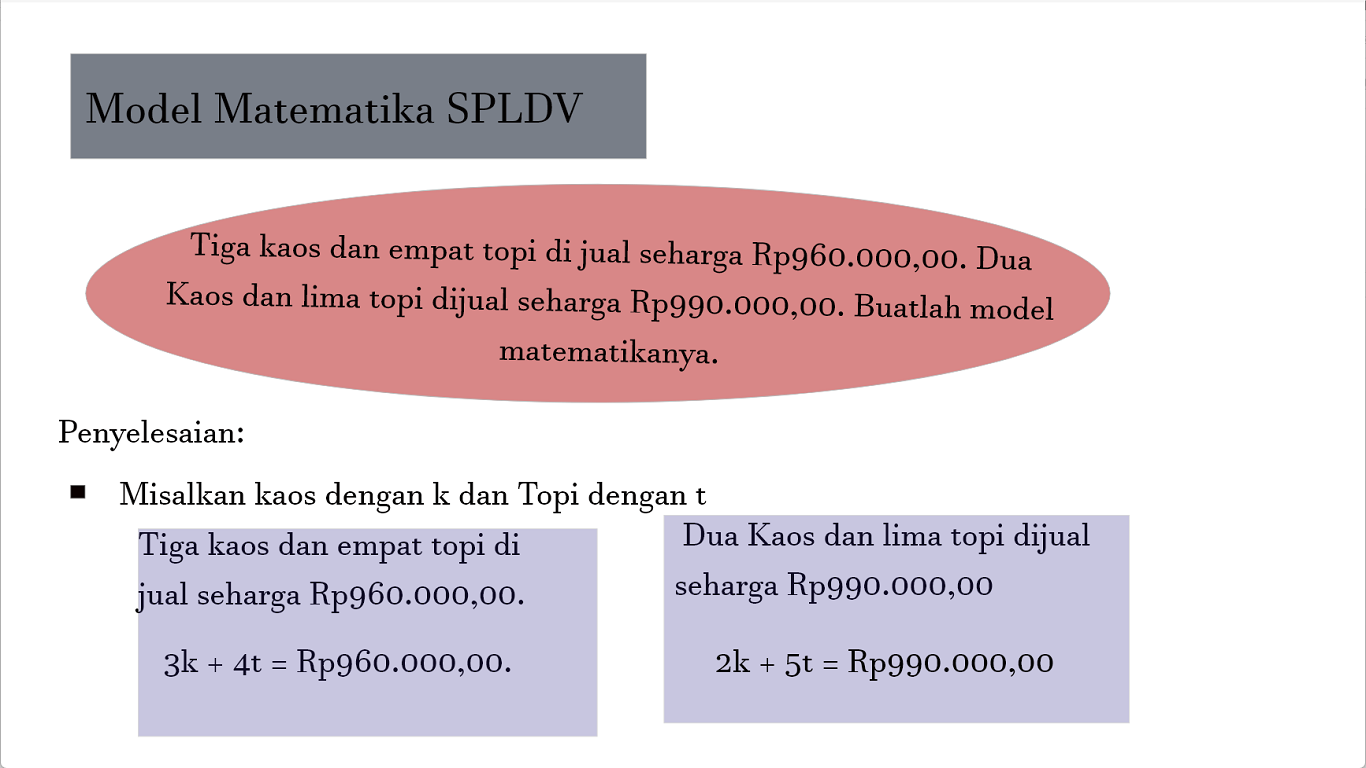 Model Matematika SPLDV
Tiga kaos dan empat topi di jual seharga Rp960.000,00. Dua
Kaos dan lima topi dijual seharga Rp990.000,00. Buatlah model
matematikanya.
Penyelesaian:
▪ Misalkan kaos dengan k dan Topi dengan t
Tiga kaos dan empat topi di
jual seharga Rp960.000,00.
3k + 4t = Rp960.000,00.
Dua Kaos dan lima topi dijual
seharga Rp990.000,00
2k + 5t = Rp990.000,00